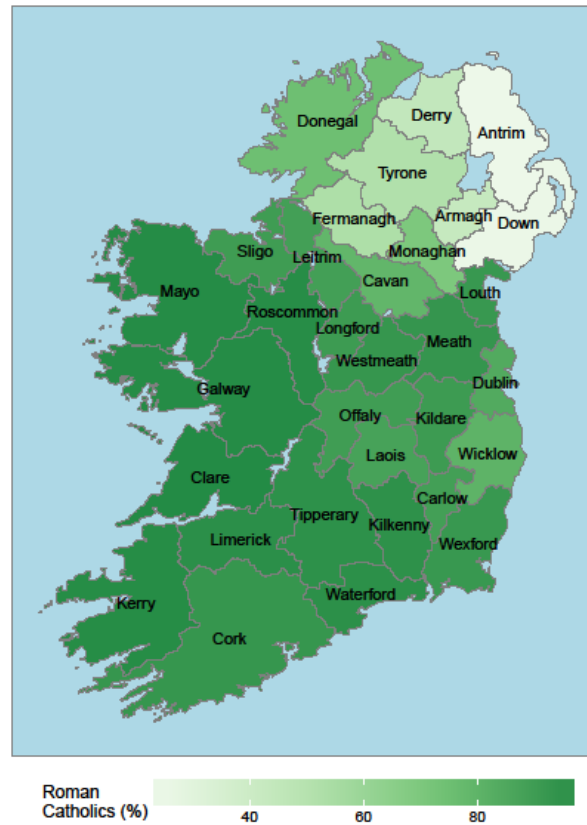 Donegal
Derry
Antrim
Tyrone
Fermanagh
Armagh
Down
Monaghan
Sligo
Leitrim
Cavan
Mayo
Louth
Roscommon
Longford
Meath
Westmeath
Dublin
Galway
Offaly
Kildare
Laois
Wicklow
Clare
Carlow
Tipperary
Kilkenny
Limerick
Wexford
Waterford
Kerry
Cork
Roman
Catholics (%)
40 60 80